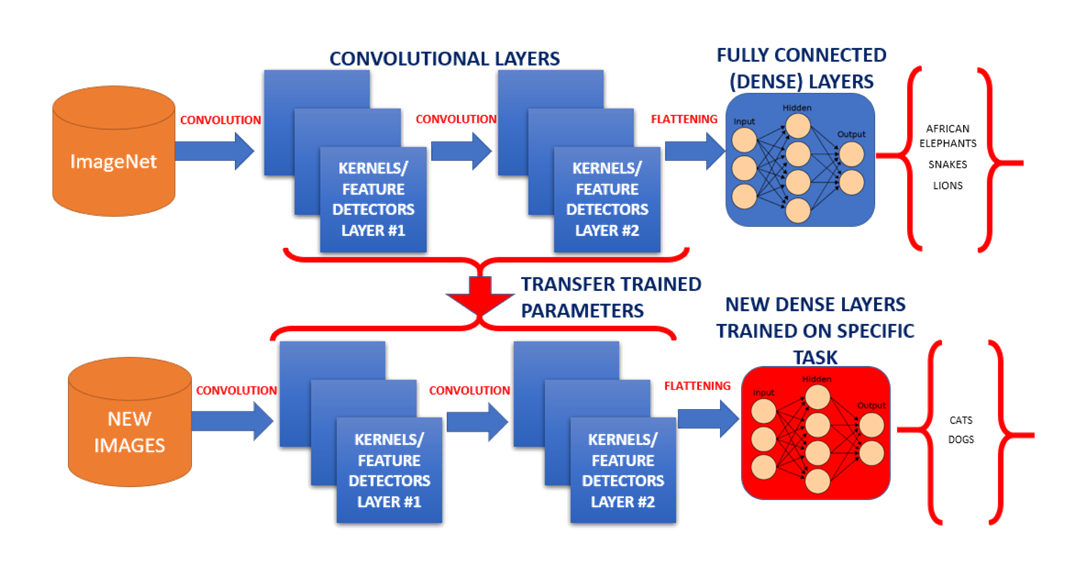 CONVOLUTIONAL LAYERS
FULLY CONNECTED
(DENSE) LAYERS
ImageNet
CONVOLUTION
KERNELS/
FEATURE
DETECTORS
LAYER #1
CONVOLUTION
KERNELS/
FEATURE
DETECTORS
LAYER #2
FLATTENING
Input
Hidden
Output
AFRICAN
ELEPHANTS
SNAKES
LIONS
TRANSFER TRAINED
PARAMETERS
NEW DENSE LAYERS
TRAINED ON SPECIFIC
TASK
NEW
IMAGES
CONVOLUTION
KERNELS/
FEATURE
DETECTORS
LAYER #1
CONVOLUTION
KERNELS/
FEATURE
DETECTORS
LAYER #2
FLATTENING
Input
Hidden
Output
CATS
DOGS